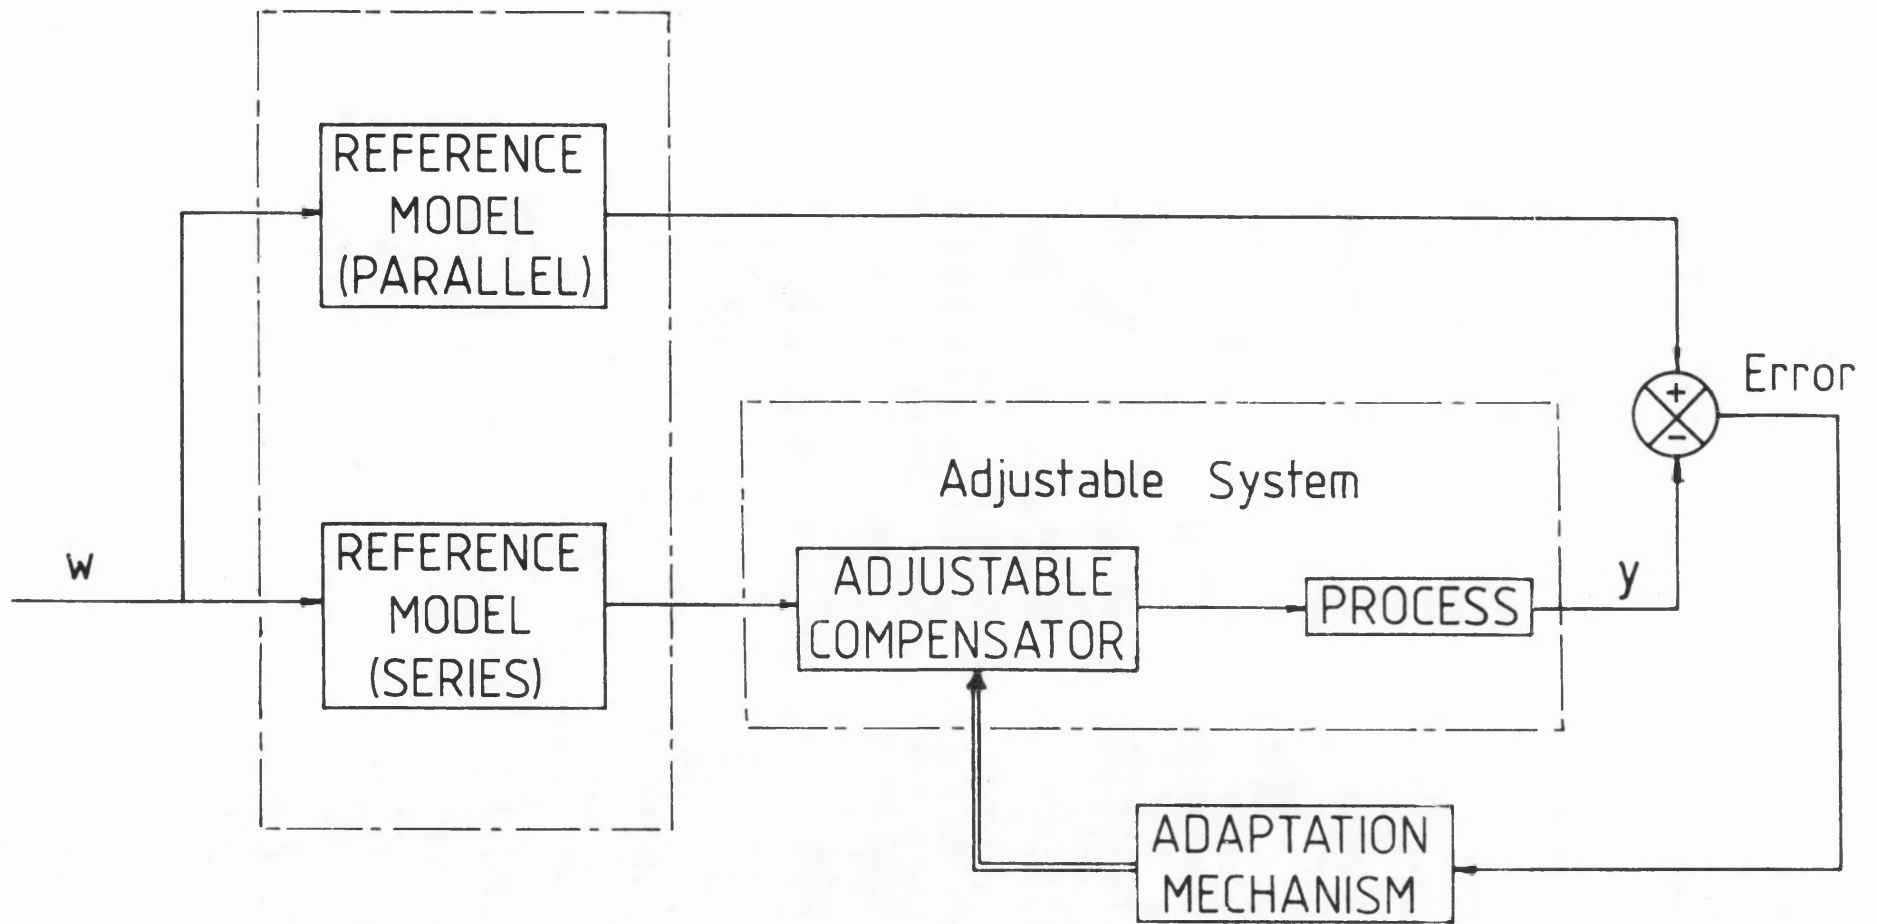 REFERENCE
MODEL
(PARALLEL)
Error
+
-
Adjustable System
w
REFERENCE
MODEL
(SERIES)
ADJUSTABLE
COMPENSATOR
PROCESS
y
ADAPTATION
MECHANISM